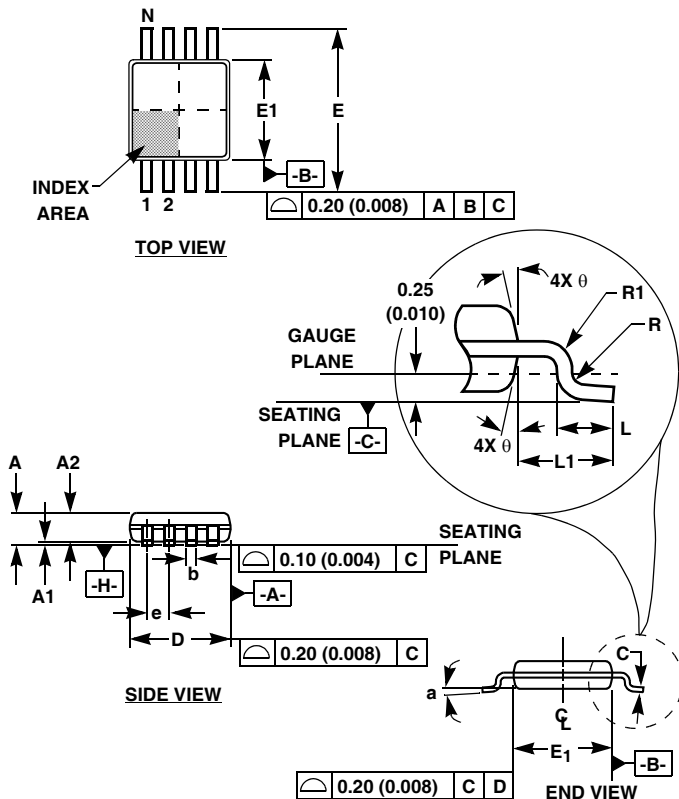 N
E1
E
-B-
INDEX
AREA
1 2
0.20 (0.008) A B C
TOP VIEW
0.25
(0.010)
4X θ
R1
R
GAUGE
PLANE
SEATING
PLANE
-C-
4X θ
L
L1
A
A2
SEATING
PLANE
A1
-H-
b
0.10 (0.004) C
e
-A-
D
0.20 (0.008) C
SIDE VIEW
C
a
CL
E1
-B-
0.20 (0.008) C D
END VIEW